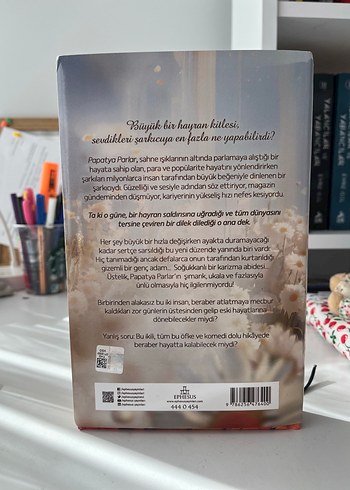 Büyük bir hayran kitlesi,
sevdikleri şarkıcıya en fazla ne yapabilirdi?
Papatya Parlar, sahne ışıklarının altında parlamaya alıştığı bir
hayata sahip olan, para ve popülarite hayatını yönlendirirken
şarkıları milyonlarca insan tarafından büyük beğeniyle dinlenen bir
şarkıcıydı. Güzelliği ve sesiyle adından söz ettiriyor, magazin
gündeminden düşmüyor, kariyerinin yükseliş hızı nefes kesiyordu.
Ta ki o güne, bir hayran saldırısına uğradığı ve tüm dünyasını
tersine çeviren bir dilek dilediği o ana dek.
Her şey büyük bir hızla değişirken ayakta duramayacağı
kadar sertçe sarsıldığı bu yeni düzende yanında biri vardı:
Hiç tanımadığı ancak defalarca onun tarafından kurtarıldığı
gizemli bir genç adam... Soğukkanlı bir karizma abidesi...
Üstelik, Papatya Parlar'ın şımarık, ukala ve fazlasıyla
ünlü olmasıyla hiç ilgilenmiyordu!
Birbirinden alakasız bu iki insan, beraber atlatmaya mecbur
kaldıkları zor günlerin üstesinden gelip eski hayatlarına
dönebilecekler miydi?
Yanlış soru: Bu ikili, tüm bu öfke ve komedi dolu hikâyede
beraber hayatta kalabilecek miydi?
EPHESUS
www.ephesusyayinlari.com
444 0 454
YABANCILAR
YABANCILAR